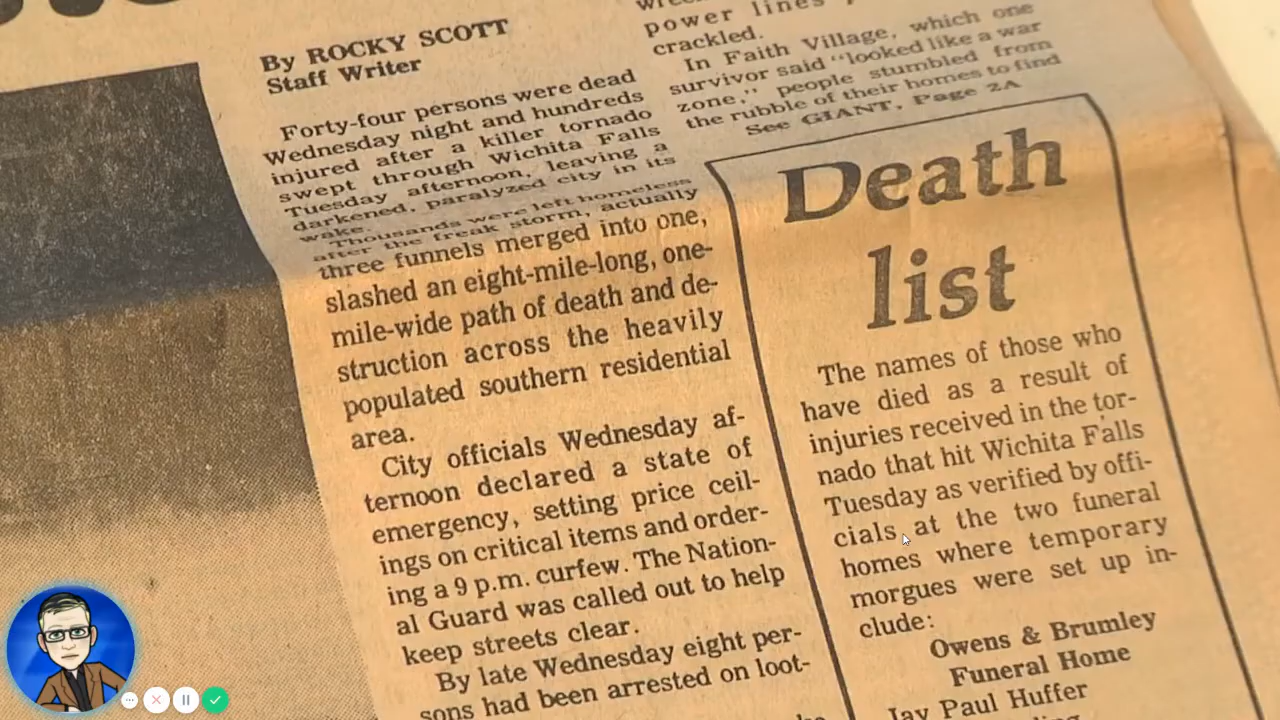 By ROCKY SCOTT
Staff Writer
Forty-four persons were dead
Wednesday night and hundreds
injured after a killer tornado
swept through Wichita Falls
Tuesday afternoon, leaving a
darkened, paralyzed city in its
wake.
Thousands were left homeless
after the freak storm, actually
three funnels merged into one,
slashed an eight-mile-long, one-
mile-wide path of death and de-
struction across the heavily
populated southern residential
area.
City officials Wednesday af-
ternoon declared a state of
emergency, setting price ceil-
ings on critical items and order-
ing a 9 p.m. curfew. The Nation-
al Guard was called out to help
keep streets clear.
By late Wednesday eight per-
sons had been arrested on loot-
power lines
crackled.
In Faith Village, which one
survivor said "looked like a war
zone," people stumbled from
the rubble of their homes to find
See GIANT, Page 2A
Death
list
The names of those who
have died as a result of
injuries received in the tor-
nado that hit Wichita Falls
Tuesday as verified by offi-
cials at the two funeral
homes where temporary
morgues were set up in-
clude:
Owens & Brumley
Funeral Home
Jay Paul Huffer